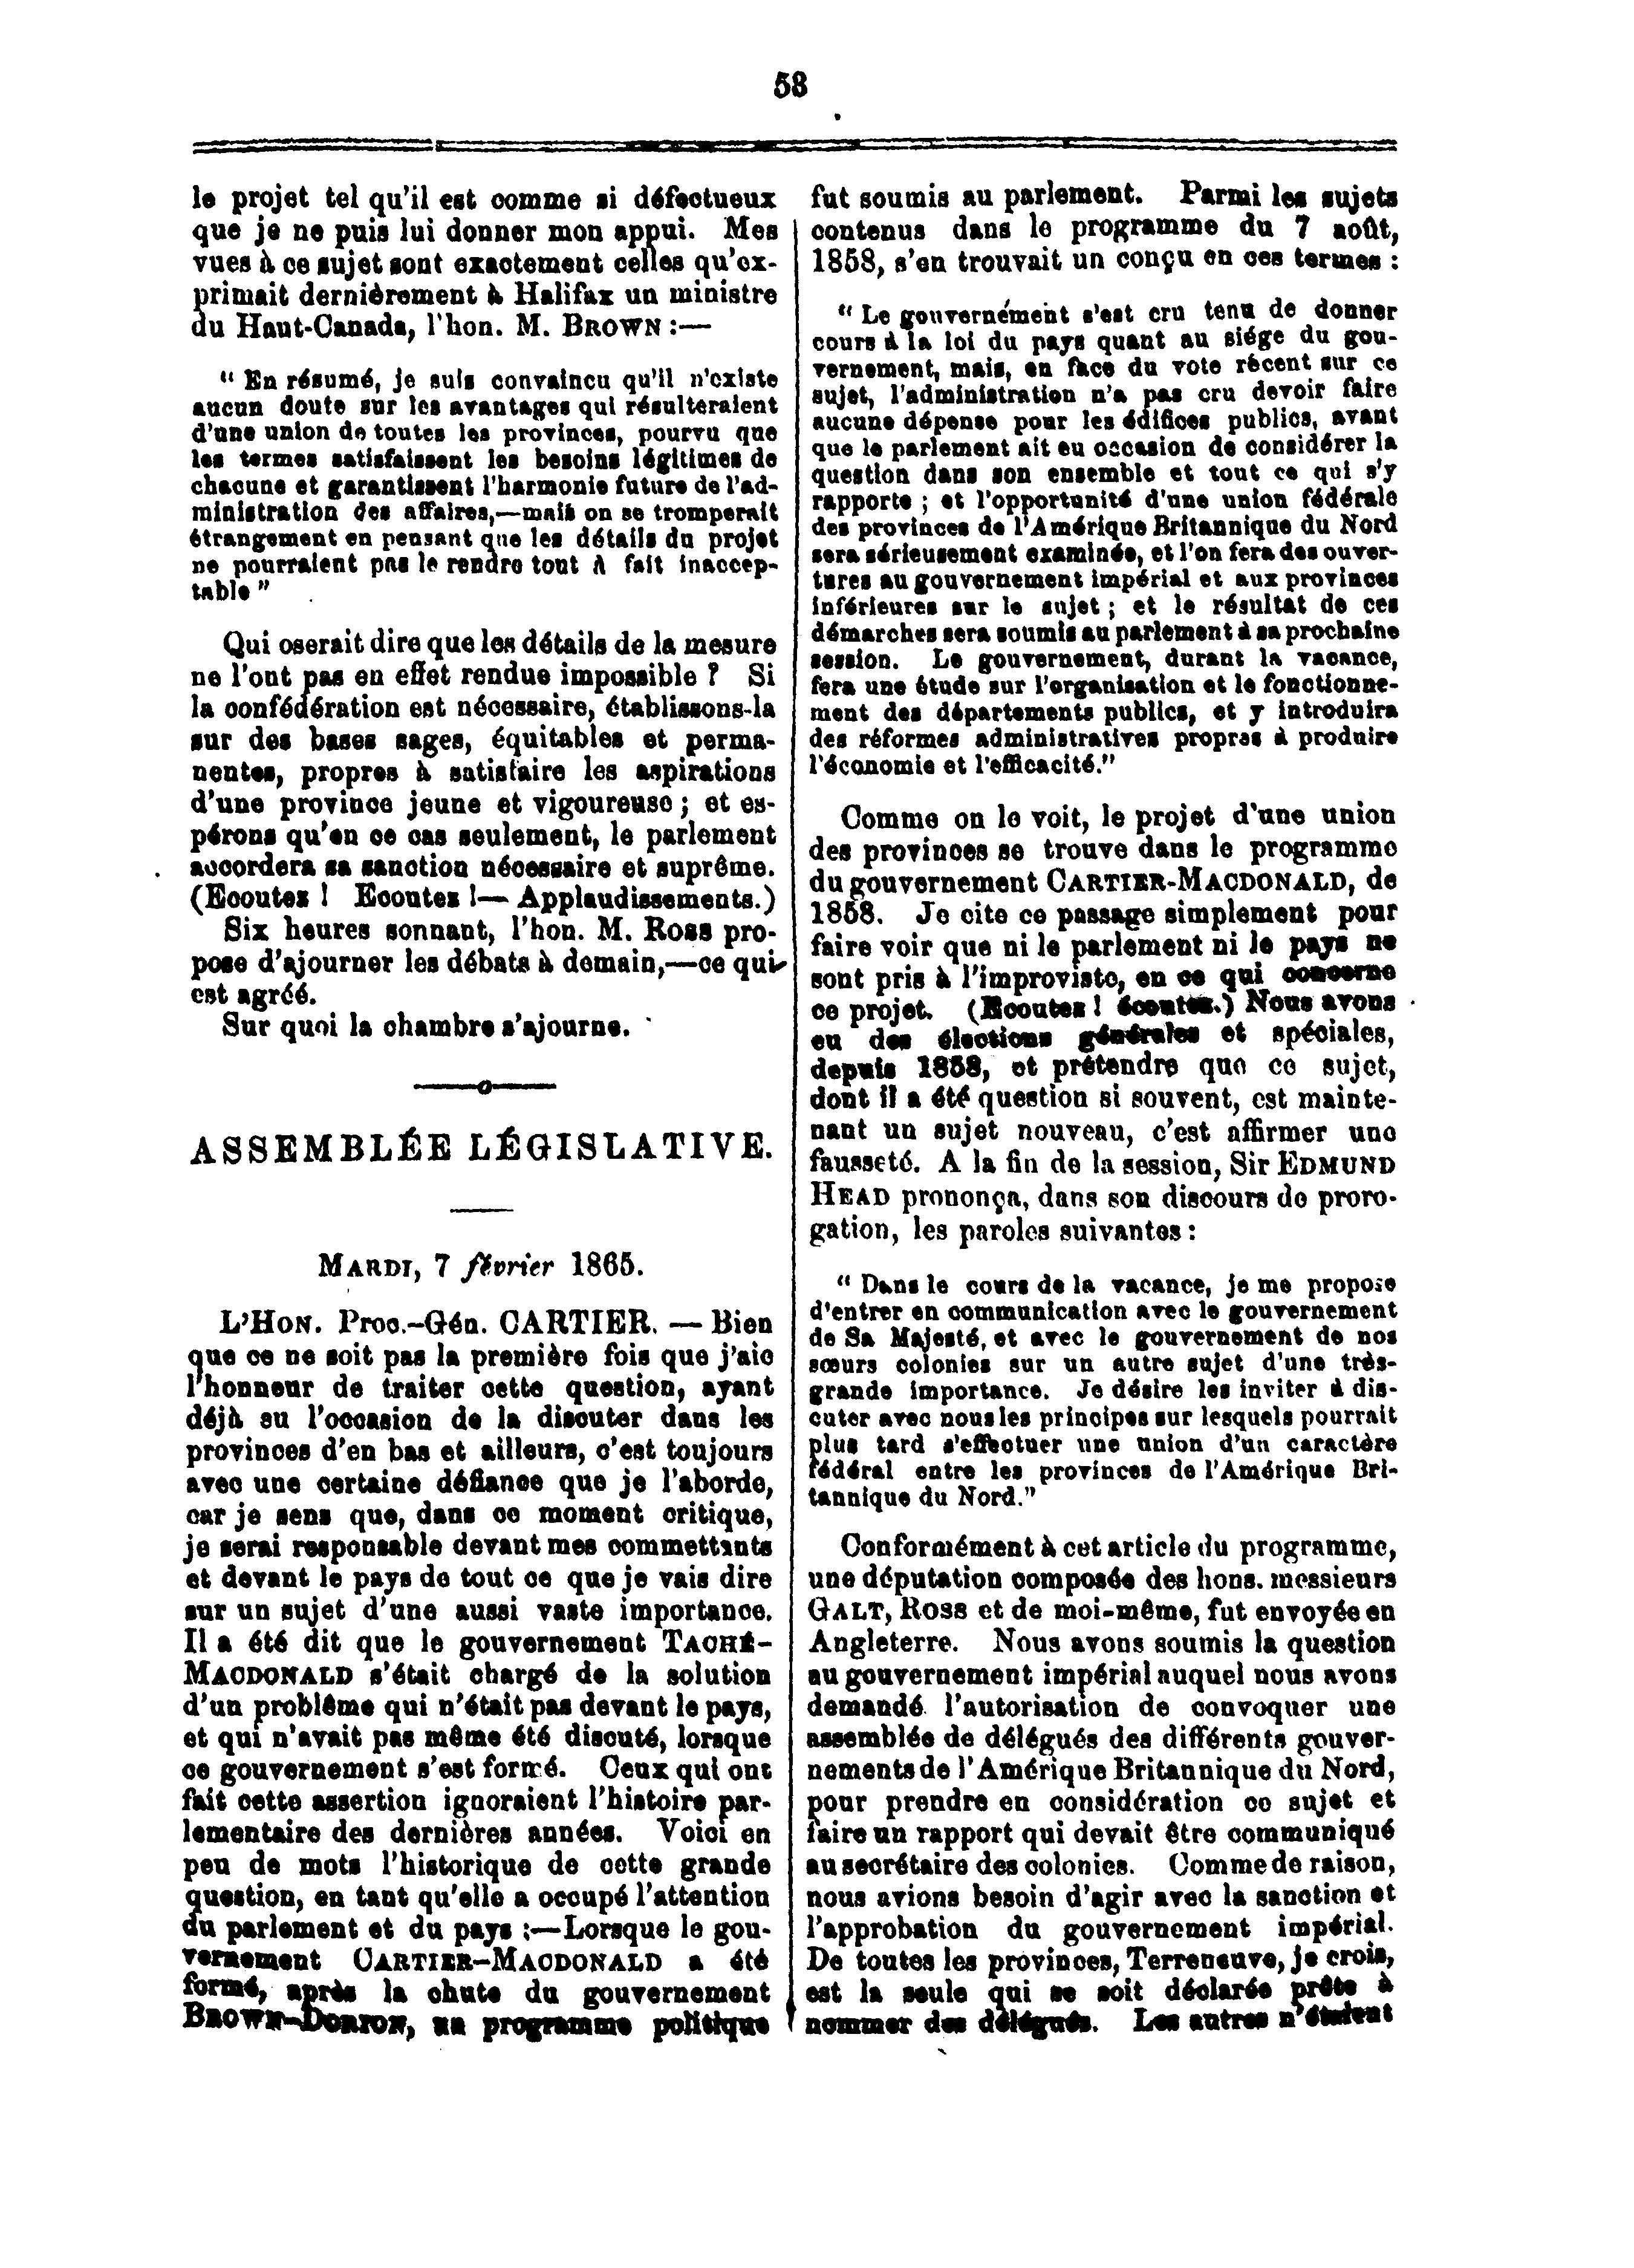 58
le projet tel qu'il est comme si défectueux
que je ne puis lui donner mon appui. Mes
vues à ce sujet sont exactement celles qu'ex-
primait dernièrement à Halifax un ministre
du Haut-Canada, l'hon. M. BROWN :—
“ En résumé, je suis convaincu qu'il n'existe
aucun doute sur les avantages qui résulteraient
d'une union de toutes les provinces, pourvu que
les termes satisfaissent les besoins légitimes de
chacune et garantissent l'harmonie future de l'ad-
ministration des affaires,—mais on se tromperait
étrangement en pensant que les détails du projet
ne pourraient pas le rendre tout à fait inaccep-
table ”
Qui oserait dire que les détails de la mesure
ne l'ont pas en effet rendue impossible ? Si
la confédération est nécessaire, établissons-la
sur des bases sages, équitables et perma-
nentes, propres à satisfaire les aspirations
d'une province jeune et vigoureuse ; et es-
pérons qu'en ce cas seulement, le parlement
accordera sa sanction nécessaire et suprême.
(Ecoutez ! Ecoutez !— Applaudissements.)
Six heures sonnant, l'hon. M. ROSS pro-
pose d'ajourner les débats à demain,—ce qui
est agréé.
Sur quoi la chambre s'ajourne.
ASSEMBLÉE LÉGISLATIVE.
MARDI, 7 février 1865.
L'HON. Proc.-Gén. CARTIER. — Bien
que ce ne soit pas la première fois que j'aie
l'honneur de traiter cette question, ayant
déjà eu l'occasion de la discuter dans les
provinces d'en bas et ailleurs, c'est toujours
avec une certaine défiance que je l'aborde,
car je sens que, dans ce moment critique,
je serai responsable devant mes commettants
et devant le pays de tout ce que je vais dire
sur un sujet d'une aussi vaste importance.
Il a été dit que le gouvernement TACHÉ-
MACDONALD s'était chargé de la solution
d'un problême qui n'était pas devant le pays,
et qui n'avait pas même été discuté, lorsque
ce gouvernement s'est formé. Ceux qui ont
fait cette assertion ignoraient l'histoire par-
lementaire des dernières années. Voici en
peu de mots l'historique de cette grande
question, en tant qu'elle a occupé l'attention
du parlement et du pays :—Lorsque le gou-
vernement CARTIER-MACDONALD a été
formé, après la chute du gouvernement
BROWN-DORION, un programme politique
fut soumis au parlement. Parmi les sujets
contenus dans le programme du 7 août,
1858, s'en trouvait un conçu en ces termes :
“ Le gouvernement s'est cru tenu de donner
cours à la loi du pays quant au siége du gou-
vernement, mais, en face du vote récent sur ce
sujet, l'administration n'a pas cru devoir faire
aucune dépense pour les édifices publics, avant
que le parlement ait eu occasion de considérer la
question dans son ensemble et tout ce qui s'y
rapporte ; et l'opportunité d'une union fédérale
des provinces de l'Amérique Britannique du Nord
sera sérieusement examinée, et l'on fera des ouver-
tures au gouvernement impérial et aux provinces
inférieures sur le sujet ; et le résultat de ces
démarches sera soumis au parlement à sa prochaine
session. Le gouvernement, durant la vacance,
fera une étude sur l'organisation et le fonctionne-
ment des départements publics, et y introduira
des réformes administratives propres à produire
l'économie et l'efficacité.”
Comme on le voit, le projet d'une union
des provinces se trouve dans le programme
du gouvernement CARTIER-MACDONALD, de
1858. Je cite ce passage simplement pour
faire voir que ni le parlement ni le pays ne
sont pris à l'improviste, en ce qui concerne
ce projet. (Ecoutez ! écoutez.) Nous avons
eu des élections générales et spéciales,
depuis 1858, et prétendre que ce sujet,
dont il a été question si souvent, est mainte-
nant un sujet nouveau, c'est affirmer une
fausseté. A la fin de la session, Sir EDMUND
HEAD prononça, dans son discours de proro-
gation, les paroles suivantes :
“ Dans le cours de la vacance, je me propose
d'entrer en communication avec le gouvernement
de Sa Majesté, et avec le gouvernement de nos
sœurs colonies sur un autre sujet d'une très-
grande importance. Je désire les inviter à dis-
cuter avec nous les principes sur lesquels pourrait
plus tard s'effectuer une union d'un caractère
fédéral entre les provinces de l'Amérique Bri-
tannique du Nord.”
Conformément à cet article du programme,
une députation composée des hons. messieurs
GALT, ROSS et de moi-même, fut envoyée en
Angleterre. Nous avons soumis la question
au gouvernement impérial auquel nous avons
demandé l'autorisation de convoquer une
assemblée de délégués des différents gouver-
nements de l'Amérique Britannique du Nord,
pour prendre en considération ce sujet et
faire un rapport qui devait être communiqué
au secrétaire des colonies. Comme de raison,
nous avions besoin d'agir avec la sanction et
l'approbation du gouvernement impérial.
De toutes les provinces, Terreneuve, je crois,
est la seule qui se soit déclarée prête à
nommer des délégués. Les autres n'étaient